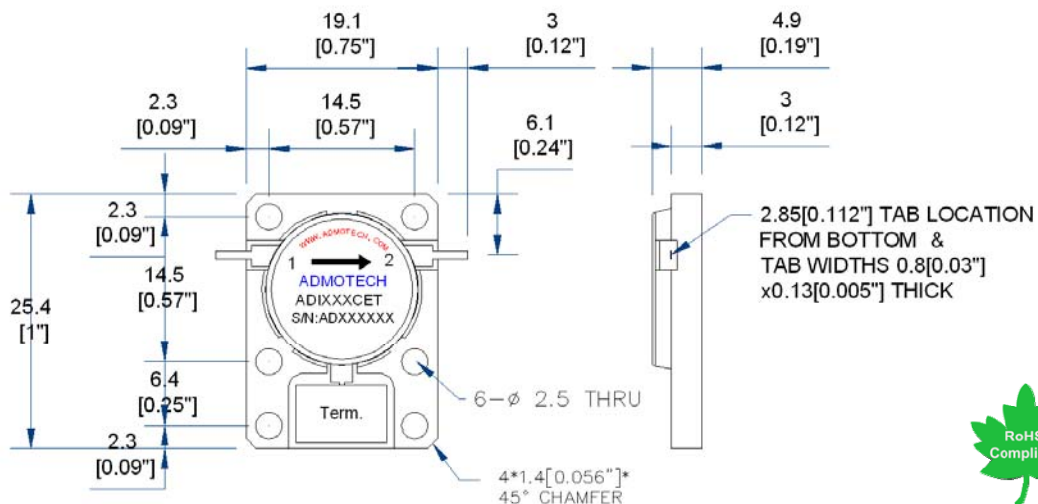 19.1
[0.75"]
3
[0.12"]
4.9
[0.19"]
2.3
[0.09"]
14.5
[0.57"]
6.1
[0.24"]
3
[0.12"]
2.3
[0.09"]
14.5
[0.57"]
25.4
[1"]
6.4
[0.25"]
2.3
[0.09"]
WWW.ADMOTECH.COM
1
2
ADMOTECH
ADIXXXCET
S/N:ADXXXXXX
Term.
2.85[0.112"] TAB LOCATION
FROM BOTTOM &
TAB WIDTHS 0.8[0.03"]
x0.13[0.005"] THICK
6-ø 2.5 THRU
4*1.4[0.056"]*
45° CHAMFER
RoHS